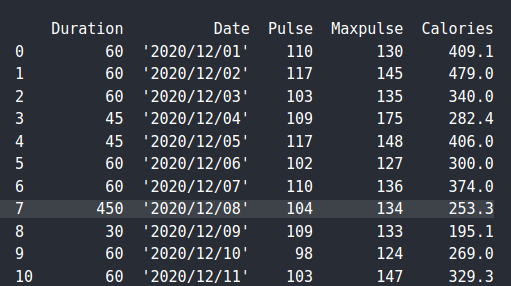 Duration Date Pulse Maxpulse Calories
0 60 '2020/12/01' 110 130 409.1
1 60 '2020/12/02' 117 145 479.0
2 60 '2020/12/03' 103 135 340.0
3 45 '2020/12/04' 109 175 282.4
4 45 '2020/12/05' 117 148 406.0
5 60 '2020/12/06' 102 127 300.0
6 60 '2020/12/07' 110 136 374.0
7 450 '2020/12/08' 104 134 253.3
8 30 '2020/12/09' 109 133 195.1
9 60 '2020/12/10' 98 124 269.0
10 60 '2020/12/11' 103 147 329.3